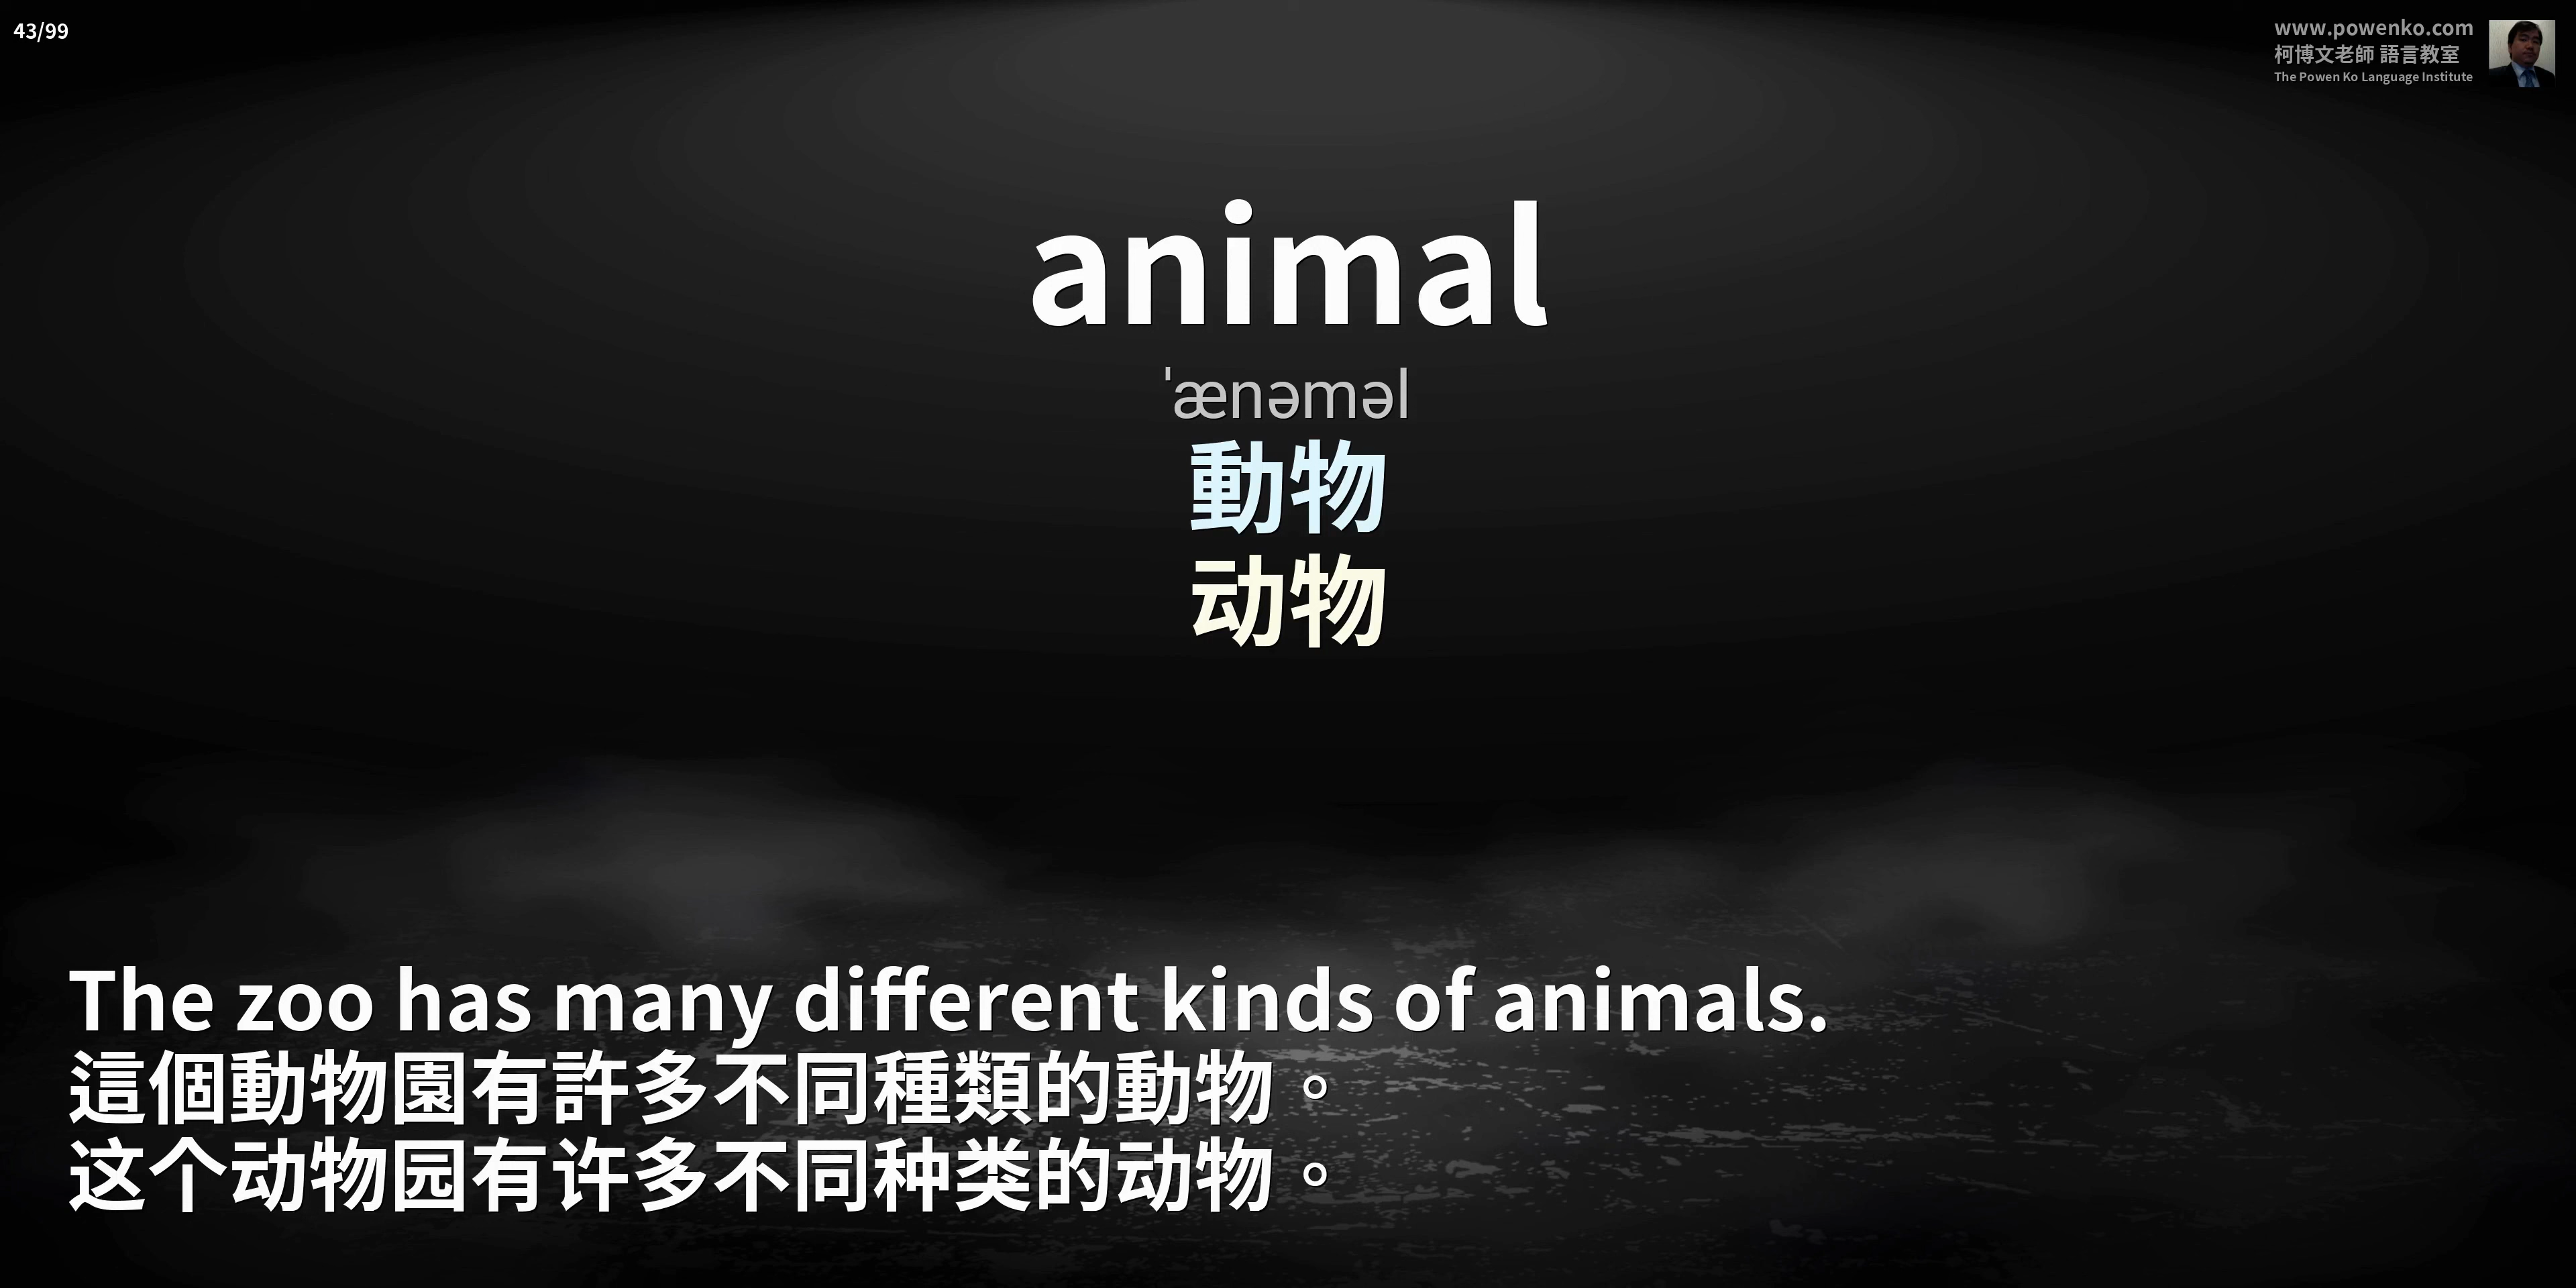 43/99
www.powenko.com
柯博文老師 語言教室
The Powen Ko Language Institute
animal
ˈænəməl
動物
动物
The zoo has many different kinds of animals.
這個動物園有許多不同種類的動物。
这个动物园有许多不同种类的动物。